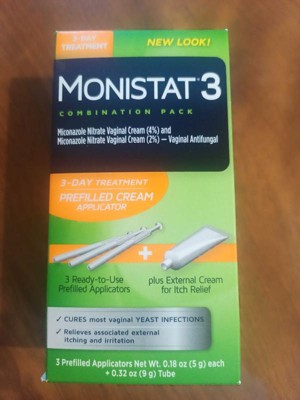 3-DAY
TREATMENT
NEW LOOK!
MONISTAT® 3
COMBINATION PACK
Miconazole Nitrate Vaginal Cream (4%) and
Miconazole Nitrate Vaginal Cream (2%) – Vaginal Antifungal
3-DAY TREATMENT
PREFILLED CREAM
APPLICATOR
3 Ready-to-Use
Prefilled Applicators
+
plus External Cream
for Itch Relief
✓ CURES most vaginal YEAST INFECTIONS
✓ Relieves associated external
itching and irritation
3 Prefilled Applicators Net Wt. 0.18 oz (5 g) each
+ 0.32 oz (9 g) Tube